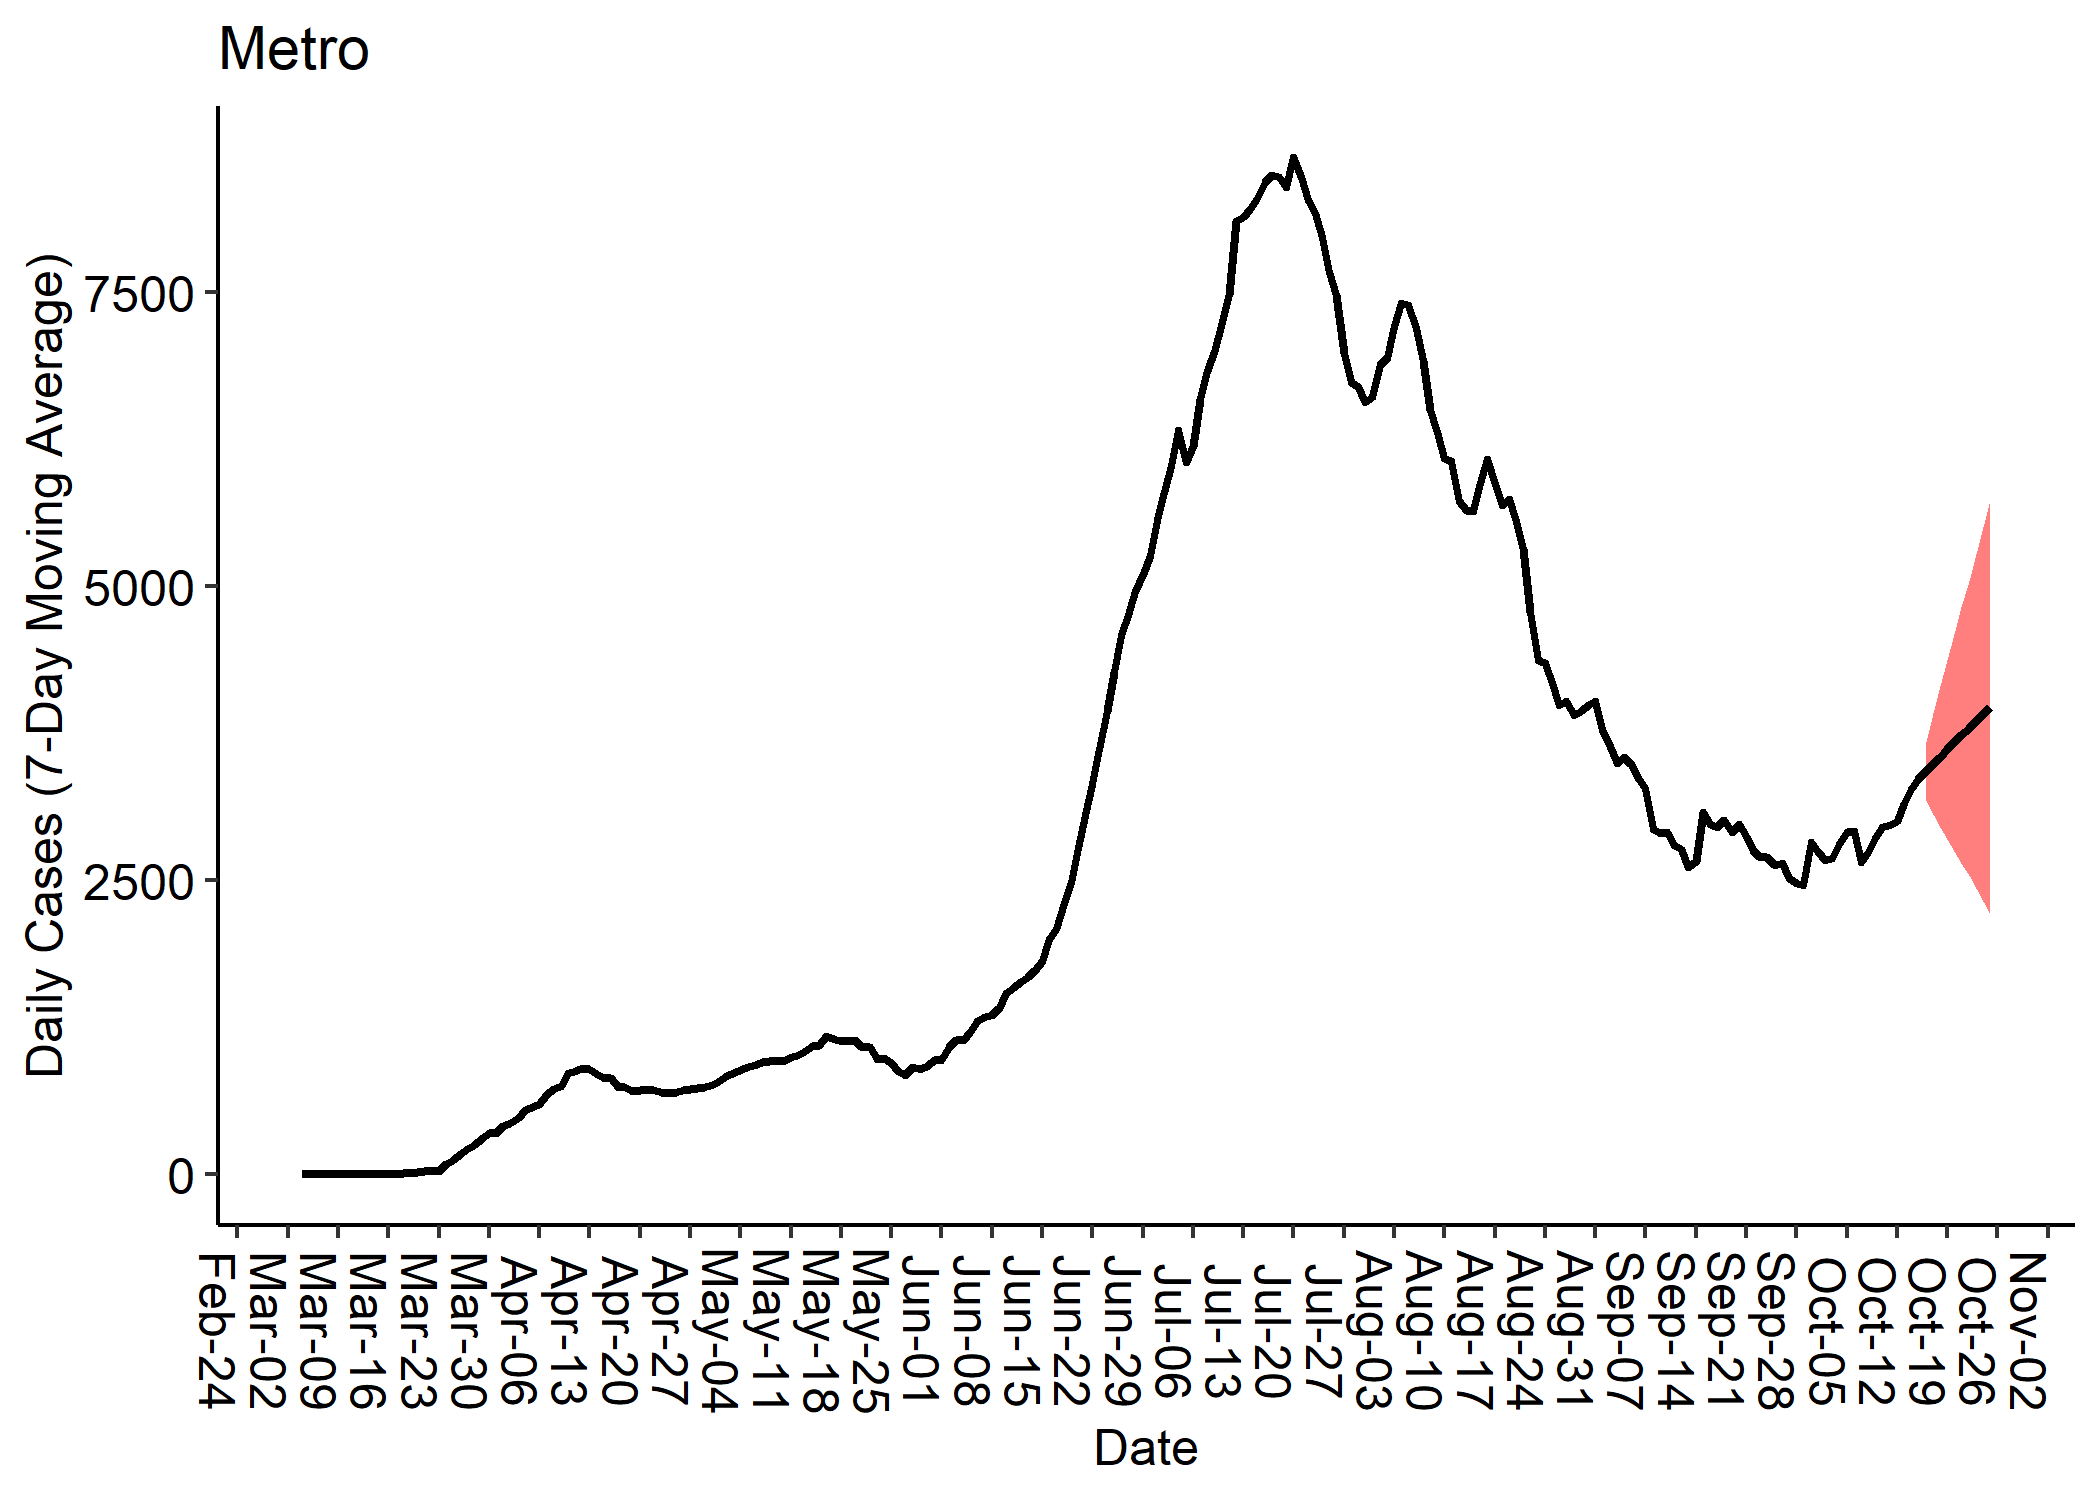 Metro
Daily Cases (7-Day Moving Average)
7500
5000
2500
0
Feb-24
Mar-02
Mar-09
Mar-16
Mar-23
Mar-30
Apr-06
Apr-13
Apr-20
Apr-27
May-04
May-11
May-18
May-25
Jun-01
Jun-08
Jun-15
Jun-22
Jun-29
Jul-06
Jul-13
Jul-20
Jul-27
Aug-03
Aug-10
Aug-17
Aug-24
Aug-31
Sep-07
Sep-14
Sep-21
Sep-28
Oct-05
Oct-12
Oct-19
Oct-26
Nov-02
Date